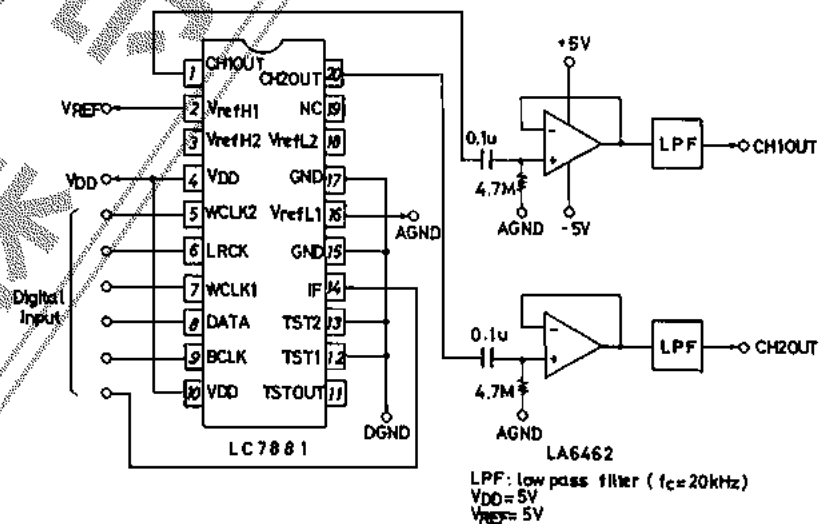 +5V
1 CH1OUT CH2OUT 20
VREF 2 VrefH1 NC 19
3 VrefH2 VrefL2 18
VDD 4 VDD GND 17
5 WCLK2 VrefL1 16
AGND
6 LRCK GND 15
7 WCLK1 IF 14
8 DATA TST2 13
9 BCLK TST1 12
10 VDD TSTOUT 11
Digital
Input
DGND
LC7881
0.1u
4.7M
AGND
-5V
LPF
CH1OUT
0.1u
4.7M
AGND
LPF
CH2OUT
LA6462
LPF: low pass filter (fc=20kHz)
VDD=5V
VREF=5V